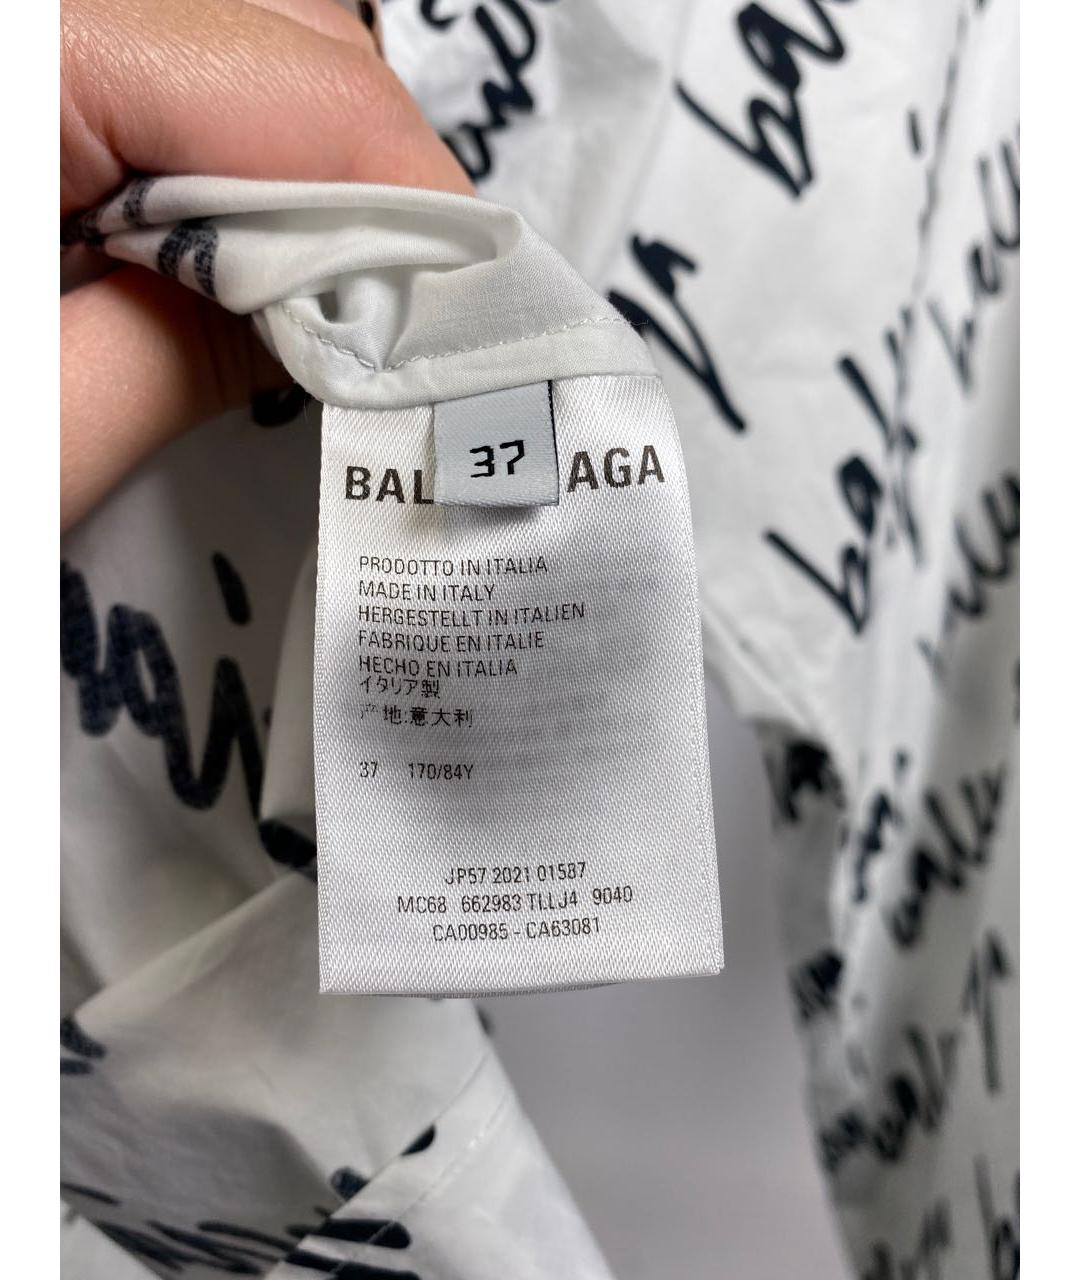 37
BAL AGA
PRODOTTO IN ITALIA
MADE IN ITALY
HERGESTELLT IN ITALIEN
FABRIQUE EN ITALIE
HECHO EN ITALIA
イタリア製
产地:意大利
37 170/84Y
JP57 2021 01587
MC68 662983 TLLJ4 9040
CA00985 - CA63081